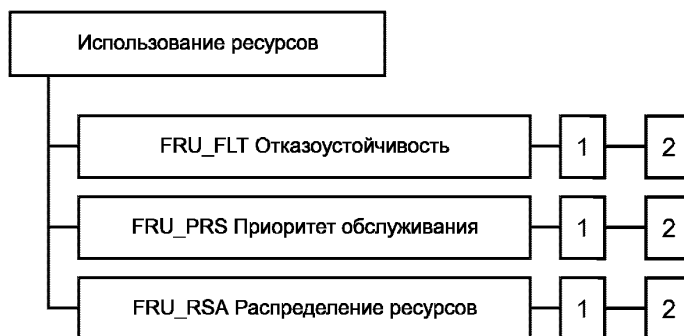 Использование ресурсов
FRU_FLT Отказоустойчивость 1 2
FRU_PRS Приоритет обслуживания 1 2
FRU_RSA Распределение ресурсов 1 2